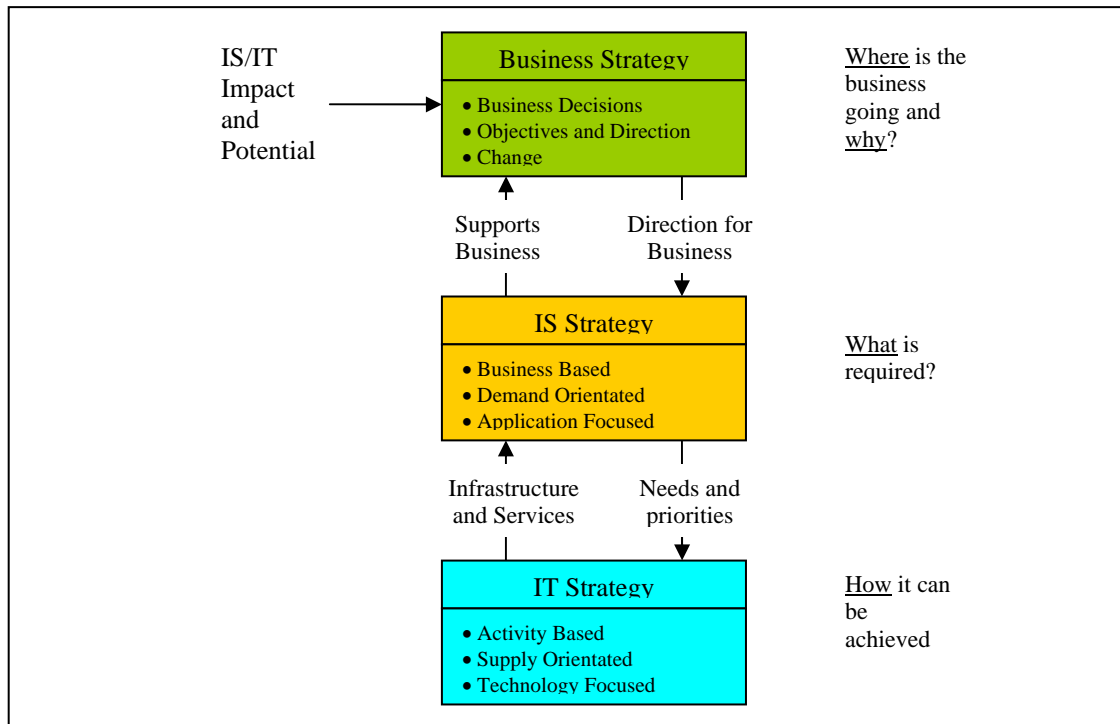 IS/IT
Impact
and
Potential
Business Strategy
• Business Decisions
• Objectives and Direction
• Change
Where is the
business
going and
why?
Supports
Business
Direction for
Business
IS Strategy
• Business Based
• Demand Orientated
• Application Focused
What is
required?
Infrastructure
and Services
Needs and
priorities
IT Strategy
• Activity Based
• Supply Orientated
• Technology Focused
How it can
be
achieved